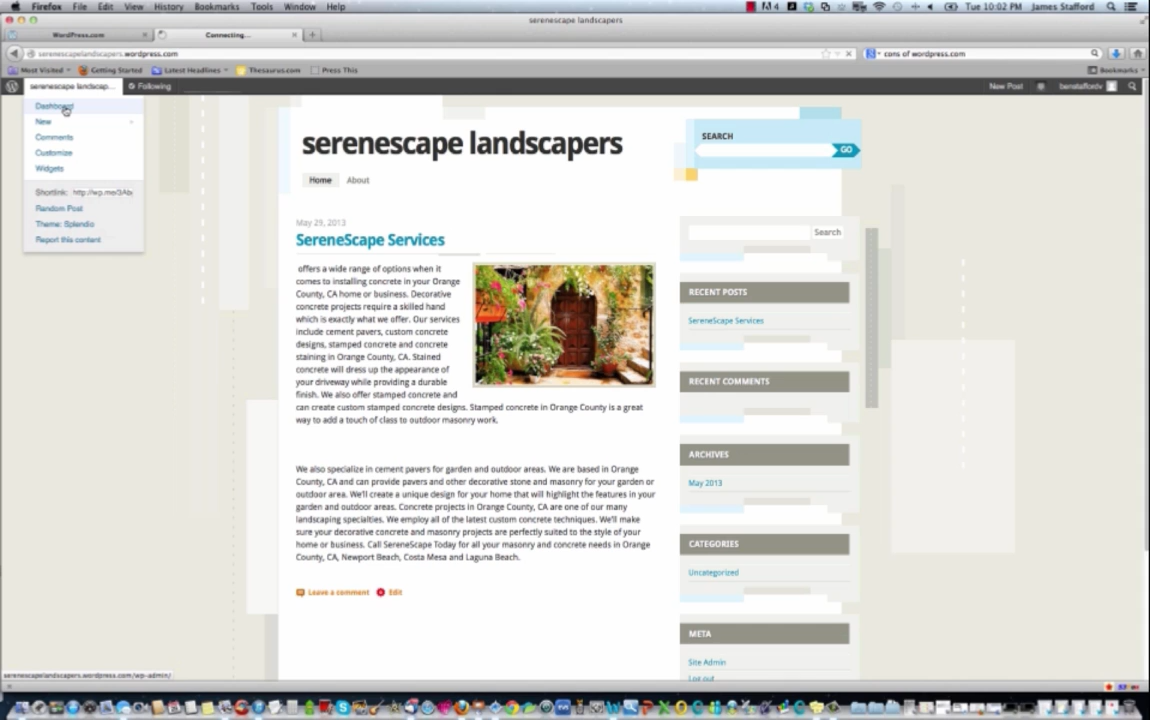 Firefox File Edit View History Bookmarks Tools Window Help
4 Tue 10:02 PM James Stafford
serenescape landscapers
WordPress.com Connecting...
serenescapelandscapers.wordpress.com cons of wordpress.com
Most Visited Getting Started Latest Headlines Thesaurus.com Press This Bookmarks
serenescape landscap... Following New Post benstaffordv
Dashboard
New
Comments
Customize
Widgets
Shortlink: http://wp.me/3Ab
Random Post
Theme: Splendio
Report this content
serenescape landscapers
Home About
SEARCH
GO
May 29, 2013
SereneScape Services
offers a wide range of options when it
comes to installing concrete in your Orange
County, CA home or business. Decorative
concrete projects require a skilled hand
which is exactly what we offer. Our services
include cement pavers, custom concrete
designs, stamped concrete and concrete
staining in Orange County, CA. Stained
concrete will dress up the appearance of
your driveway while providing a durable
finish. We also offer stamped concrete and
can create custom stamped concrete designs. Stamped concrete in Orange County is a great
way to add a touch of class to outdoor masonry work.
We also specialize in cement pavers for garden and outdoor areas. We are based in Orange
County, CA and can provide pavers and other decorative stone and masonry for your garden or
outdoor area. We'll create a unique design for your home that will highlight the features in your
garden and outdoor areas. Concrete projects in Orange County, CA are one of our many
landscaping specialties. We employ all of the latest custom concrete techniques. We'll make
sure your decorative concrete and masonry projects are perfectly suited to the style of your
home or business. Call SereneScape Today for all your masonry and concrete needs in Orange
County, CA, Newport Beach, Costa Mesa and Laguna Beach.
Leave a comment Edit
Search
RECENT POSTS
SereneScape Services
RECENT COMMENTS
ARCHIVES
May 2013
CATEGORIES
Uncategorized
META
Site Admin
Log out
serenescapelandscapers.wordpress.com/wp-admin/